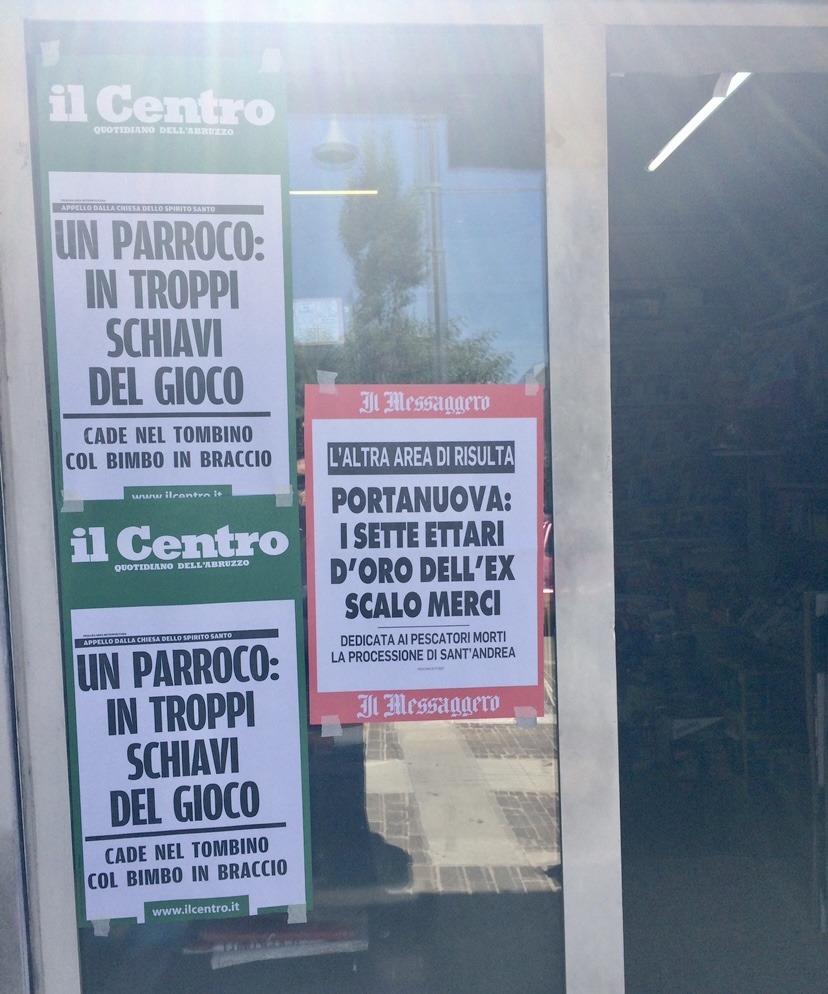 il Centro
QUOTIDIANO DELL'ABRUZZO
APPELLO DALLA CHIESA DELLO SPIRITO SANTO
UN PARROCO:
IN TROPPI
SCHIAVI
DEL GIOCO
CADE NEL TOMBINO
COL BIMBO IN BRACCIO
www.ilcentro.it
il Centro
QUOTIDIANO DELL'ABRUZZO
APPELLO DALLA CHIESA DELLO SPIRITO SANTO
UN PARROCO:
IN TROPPI
SCHIAVI
DEL GIOCO
CADE NEL TOMBINO
COL BIMBO IN BRACCIO
www.ilcentro.it
Il Messaggero
L'ALTRA AREA DI RISULTA
PORTANUOVA:
I SETTE ETTARI
D'ORO DELL'EX
SCALO MERCI
DEDICATA AI PESCATORI MORTI
LA PROCESSIONE DI SANT'ANDREA
Il Messaggero